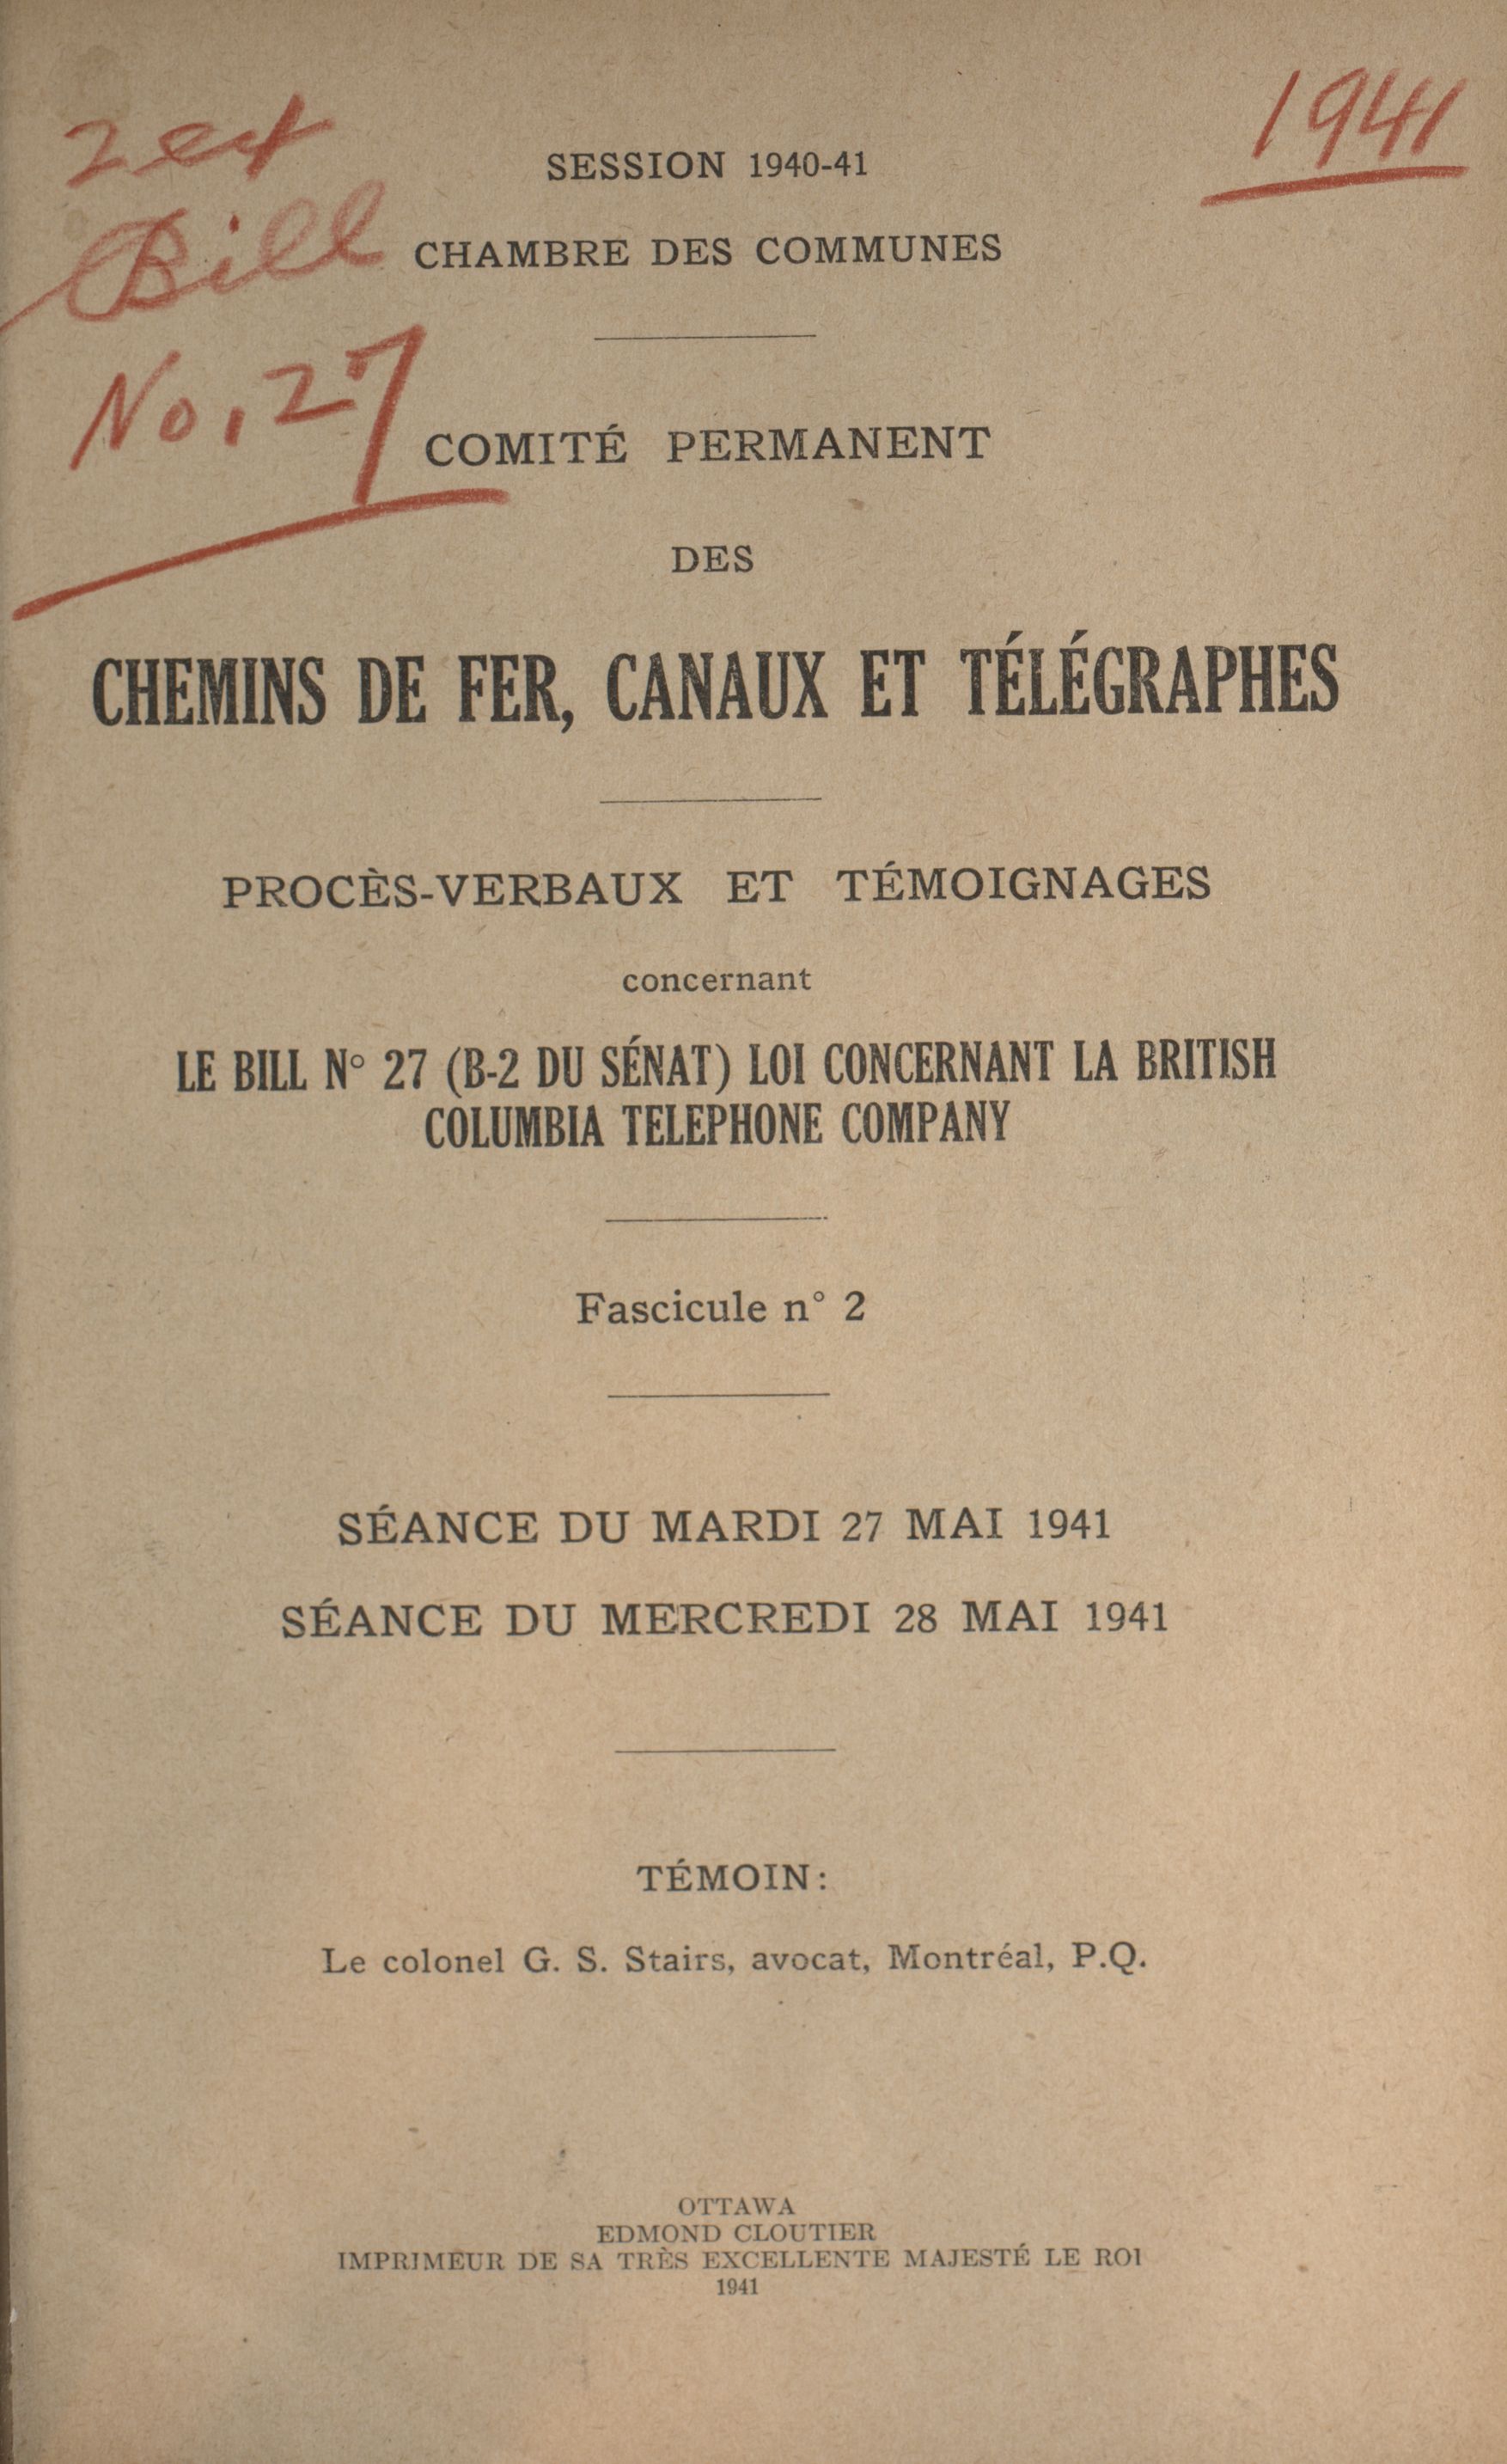 1941
Bill
No. 27
SESSION 1940-41
CHAMBRE DES COMMUNES
COMITÉ PERMANENT
DES
CHEMINS DE FER, CANAUX ET TÉLÉGRAPHES
PROCÈS-VERBAUX ET TÉMOIGNAGES
concernant
LE BILL N° 27 (B-2 DU SÉNAT) LOI CONCERNANT LA BRITISH
COLUMBIA TELEPHONE COMPANY
Fascicule n° 2
SÉANCE DU MARDI 27 MAI 1941
SÉANCE DU MERCREDI 28 MAI 1941
TÉMOIN:
Le colonel G. S. Stairs, avocat, Montréal, P.Q.
OTTAWA
EDMOND CLOUTIER
IMPRIMEUR DE SA TRÈS EXCELLENTE MAJESTÉ LE ROI
1941